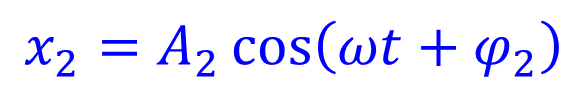 x₂ = A₂ cos(ωt + φ₂)